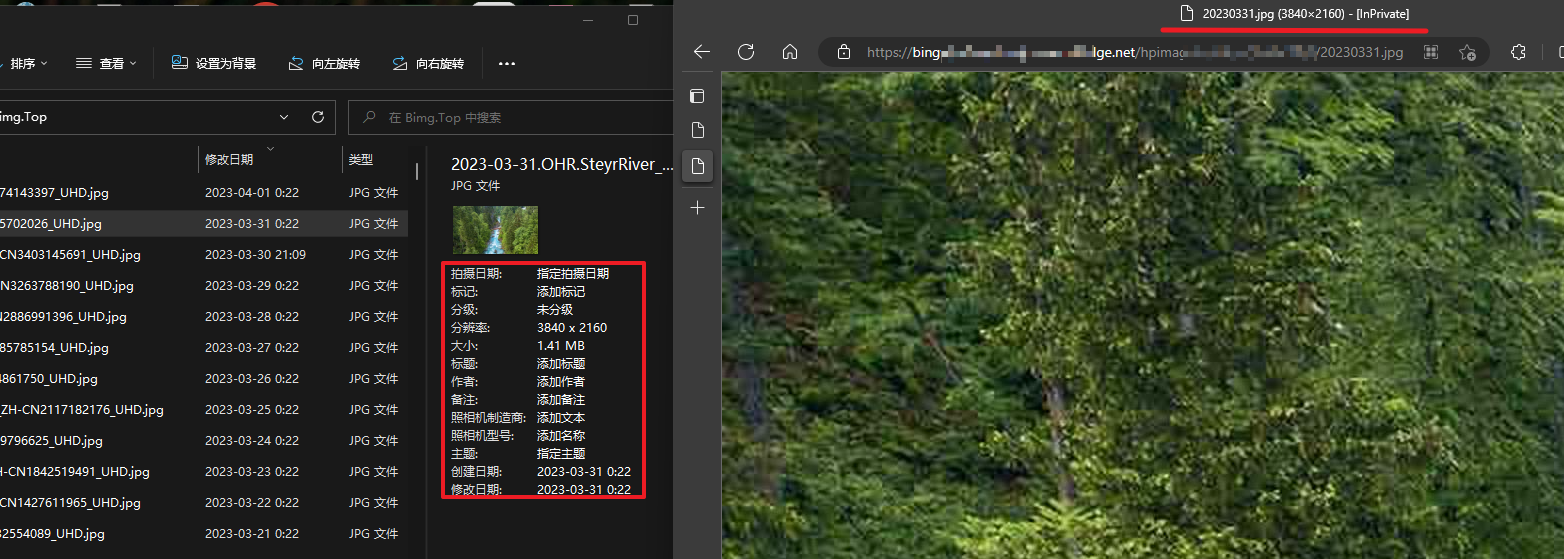 排序
查看
设置为背景
向左旋转
向右旋转
img.Top
在 Bimg.Top 中搜索
修改日期
类型
74143397_UHD.jpg 2023-04-01 0:22 JPG 文件
5702026_UHD.jpg 2023-03-31 0:22 JPG 文件
CN3403145691_UHD.jpg 2023-03-30 21:09 JPG 文件
N3263788190_UHD.jpg 2023-03-29 0:22 JPG 文件
N2886991396_UHD.jpg 2023-03-28 0:22 JPG 文件
85785154_UHD.jpg 2023-03-27 0:22 JPG 文件
4861750_UHD.jpg 2023-03-26 0:22 JPG 文件
_ZH-CN2117182176_UHD.jpg 2023-03-25 0:22 JPG 文件
9796625_UHD.jpg 2023-03-24 0:22 JPG 文件
H-CN1842519491_UHD.jpg 2023-03-23 0:22 JPG 文件
CN1427611965_UHD.jpg 2023-03-22 0:22 JPG 文件
32554089_UHD.jpg 2023-03-21 0:22 JPG 文件
2023-03-31.OHR.SteyrRiver_...
JPG 文件
拍摄日期: 指定拍摄日期
标记: 添加标记
分级: 未分级
分辨率: 3840 x 2160
大小: 1.41 MB
标题: 添加标题
作者: 添加作者
备注: 添加备注
照相机制造商: 添加文本
照相机型号: 添加名称
主题: 指定主题
创建日期: 2023-03-31 0:22
修改日期: 2023-03-31 0:22
20230331.jpg (3840×2160) - [InPrivate]
https://bing lge.net/hpimag /20230331.jpg